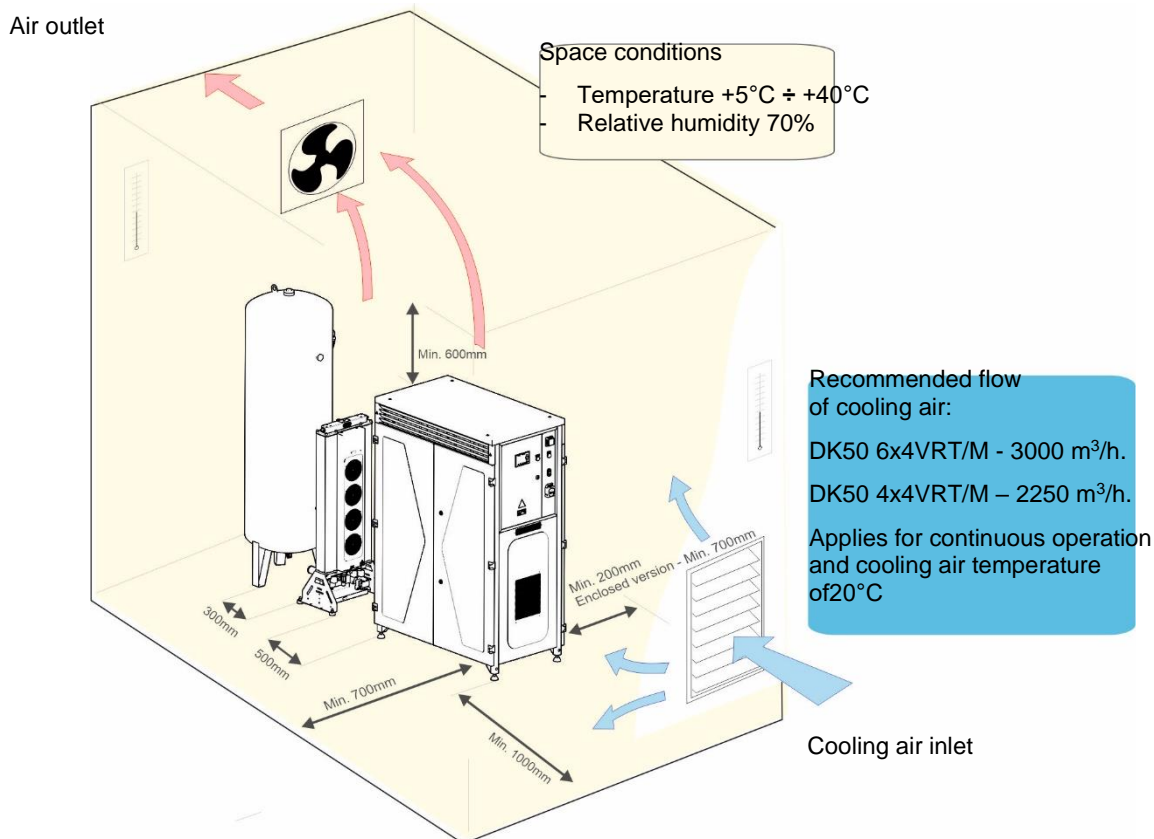 Air outlet
Space conditions
- Temperature +5°C ÷ +40°C
- Relative humidity 70%
Min. 600mm
Recommended flow
of cooling air:
DK50 6x4VRT/M - 3000 m³/h.
DK50 4x4VRT/M – 2250 m³/h.
Applies for continuous operation
and cooling air temperature
of20°C
Min. 200mm
Enclosed version - Min. 700mm
300mm
500mm
Min. 700mm
Min. 1000mm
Cooling air inlet